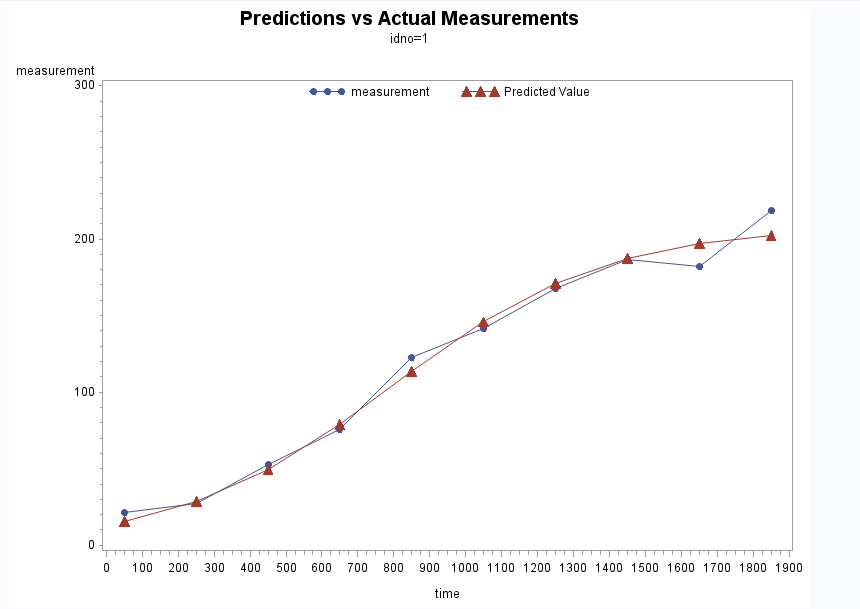 Predictions vs Actual Measurements
idno=1
measurement
measurement Predicted Value
300
200
100
0
0 100 200 300 400 500 600 700 800 900 1000 1100 1200 1300 1400 1500 1600 1700 1800 1900
time